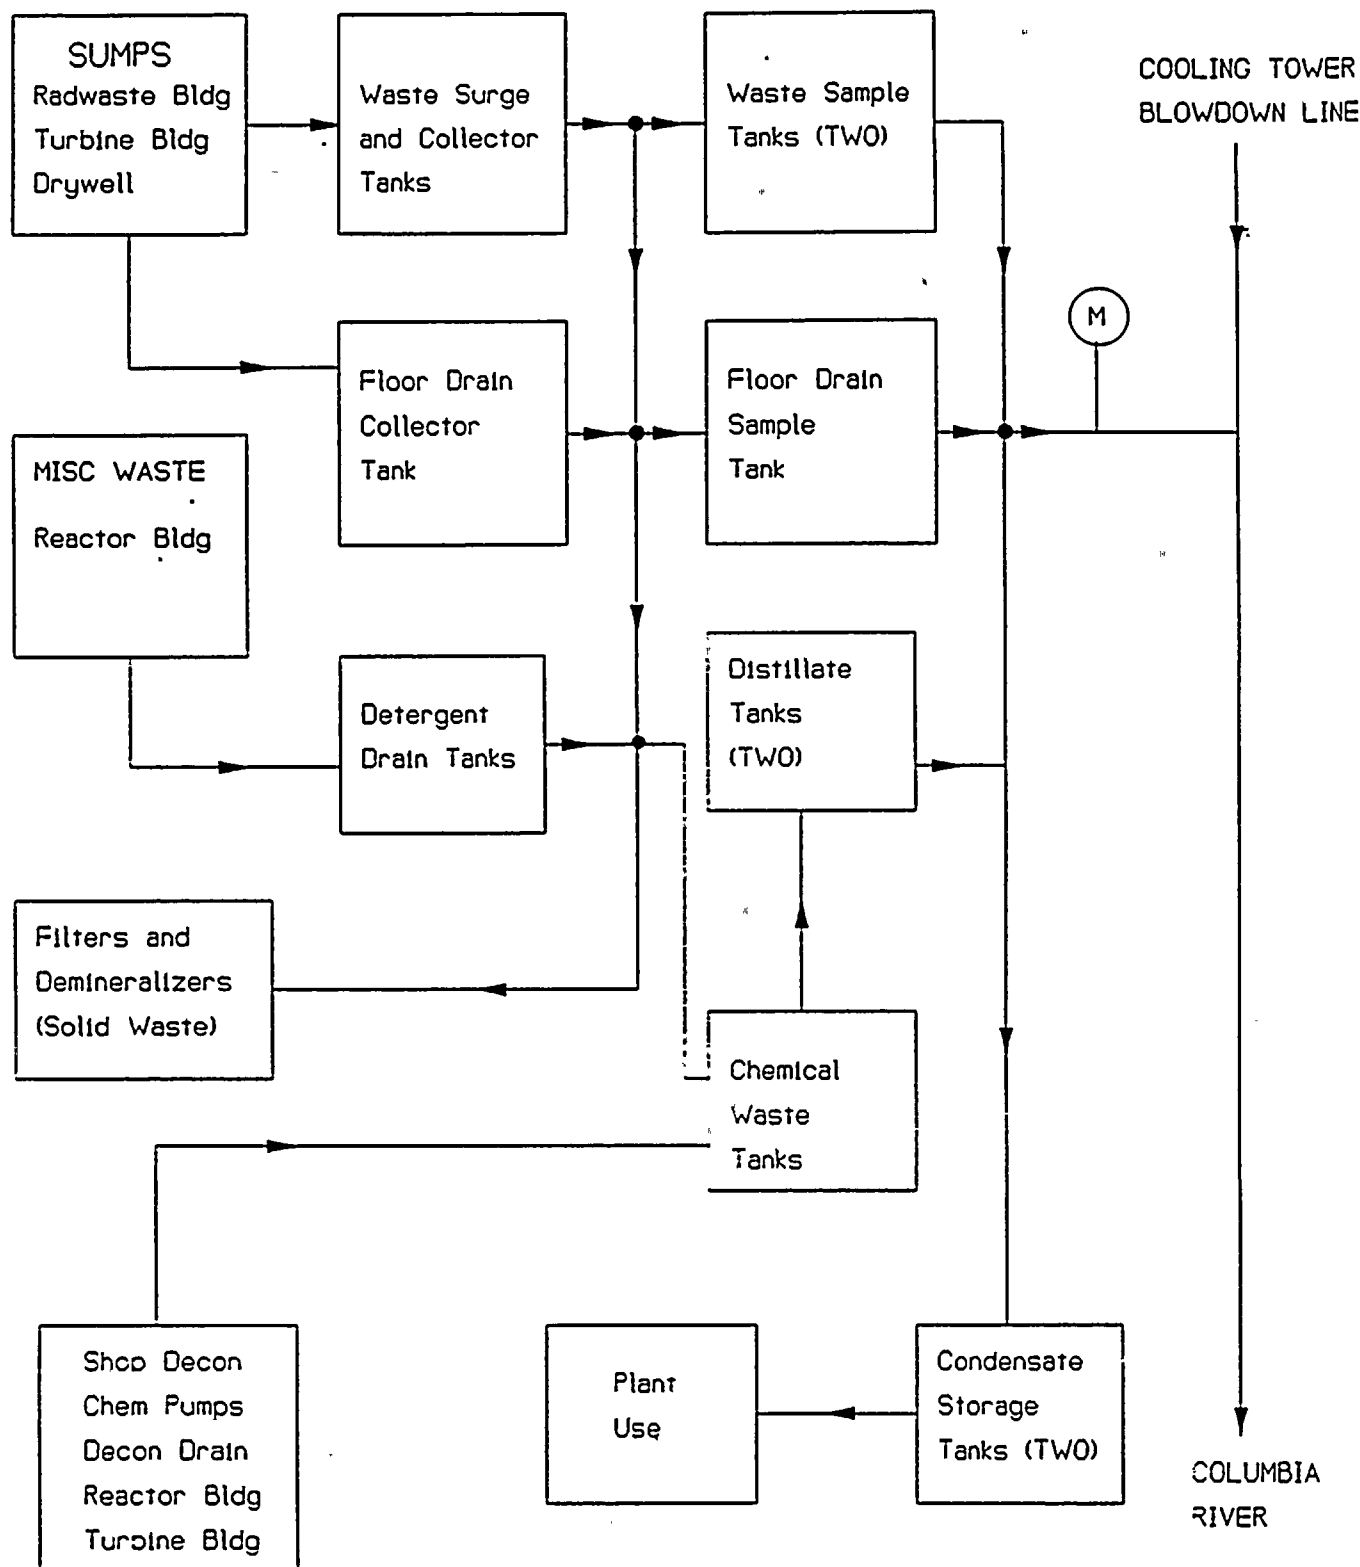 SUMPS
Radwaste Bldg
Turbine Bldg
Drywell
Waste Surge
and Collector
Tanks
Waste Sample
Tanks (TWO)
COOLING TOWER
BLOWDOWN LINE
M
Floor Drain
Collector
Tank
Floor Drain
Sample
Tank
MISC WASTE
Reactor Bldg
Detergent
Drain Tanks
Distillate
Tanks
(TWO)
Filters and
Demineralizers
(Solid Waste)
Chemical
Waste
Tanks
Shop Decon
Chem Pumps
Decon Drain
Reactor Bldg
Turbine Bldg
Plant
Use
Condensate
Storage
Tanks (TWO)
COLUMBIA
RIVER